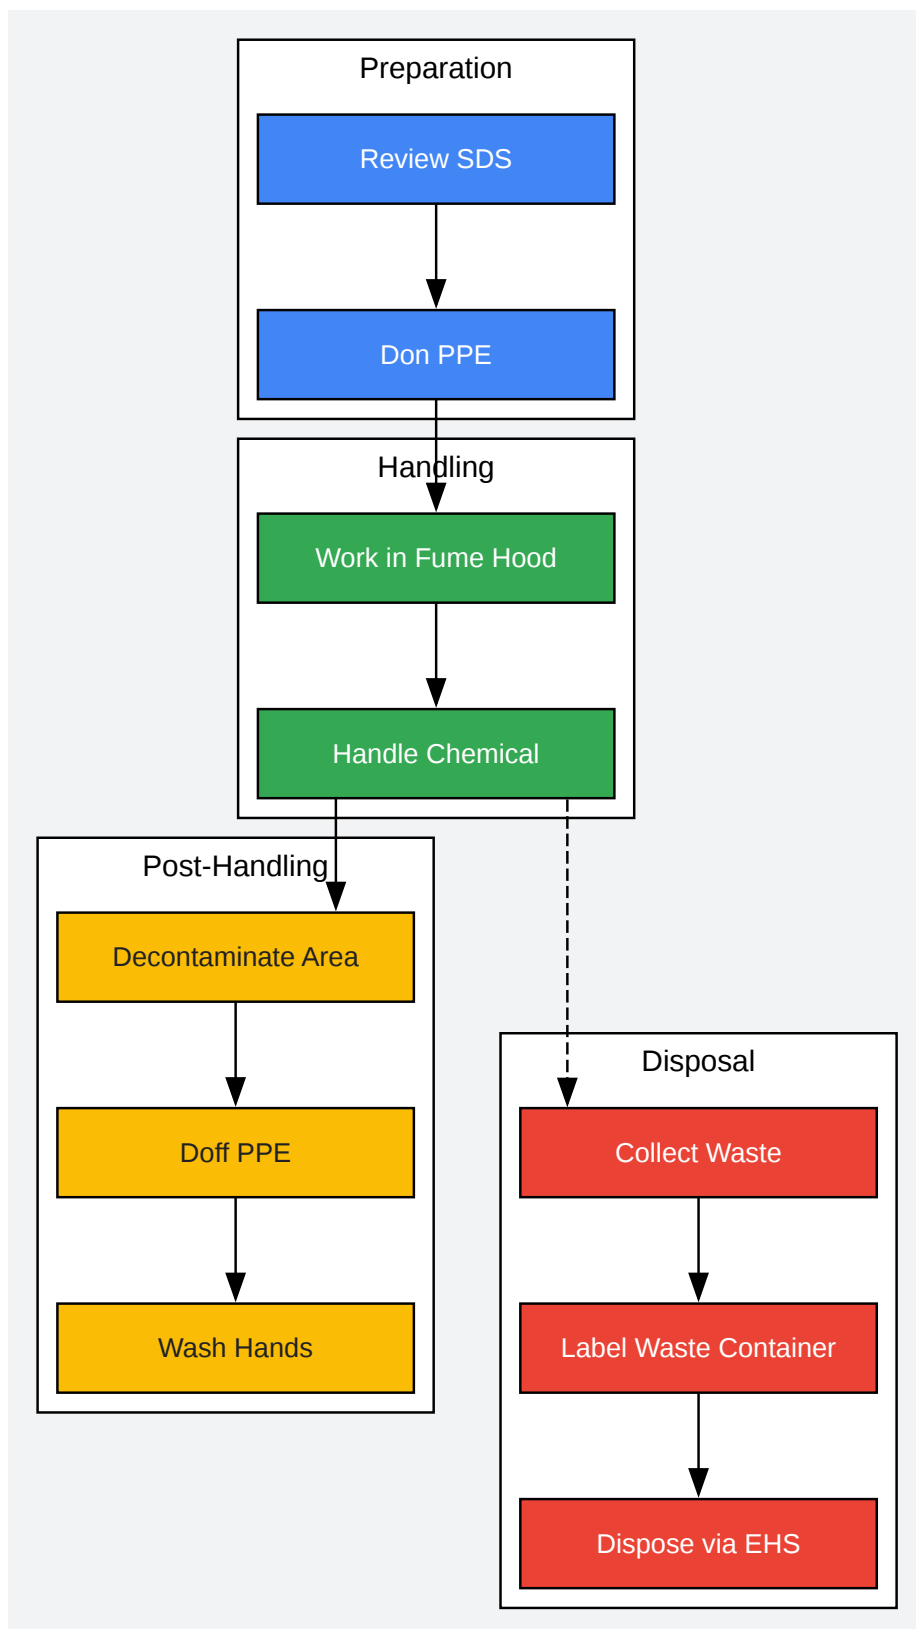 Preparation
Review SDS
Don PPE
Handling
Work in Fume Hood
Handle Chemical
Post-Handling
Decontaminate Area
Doff PPE
Wash Hands
Disposal
Collect Waste
Label Waste Container
Dispose via EHS